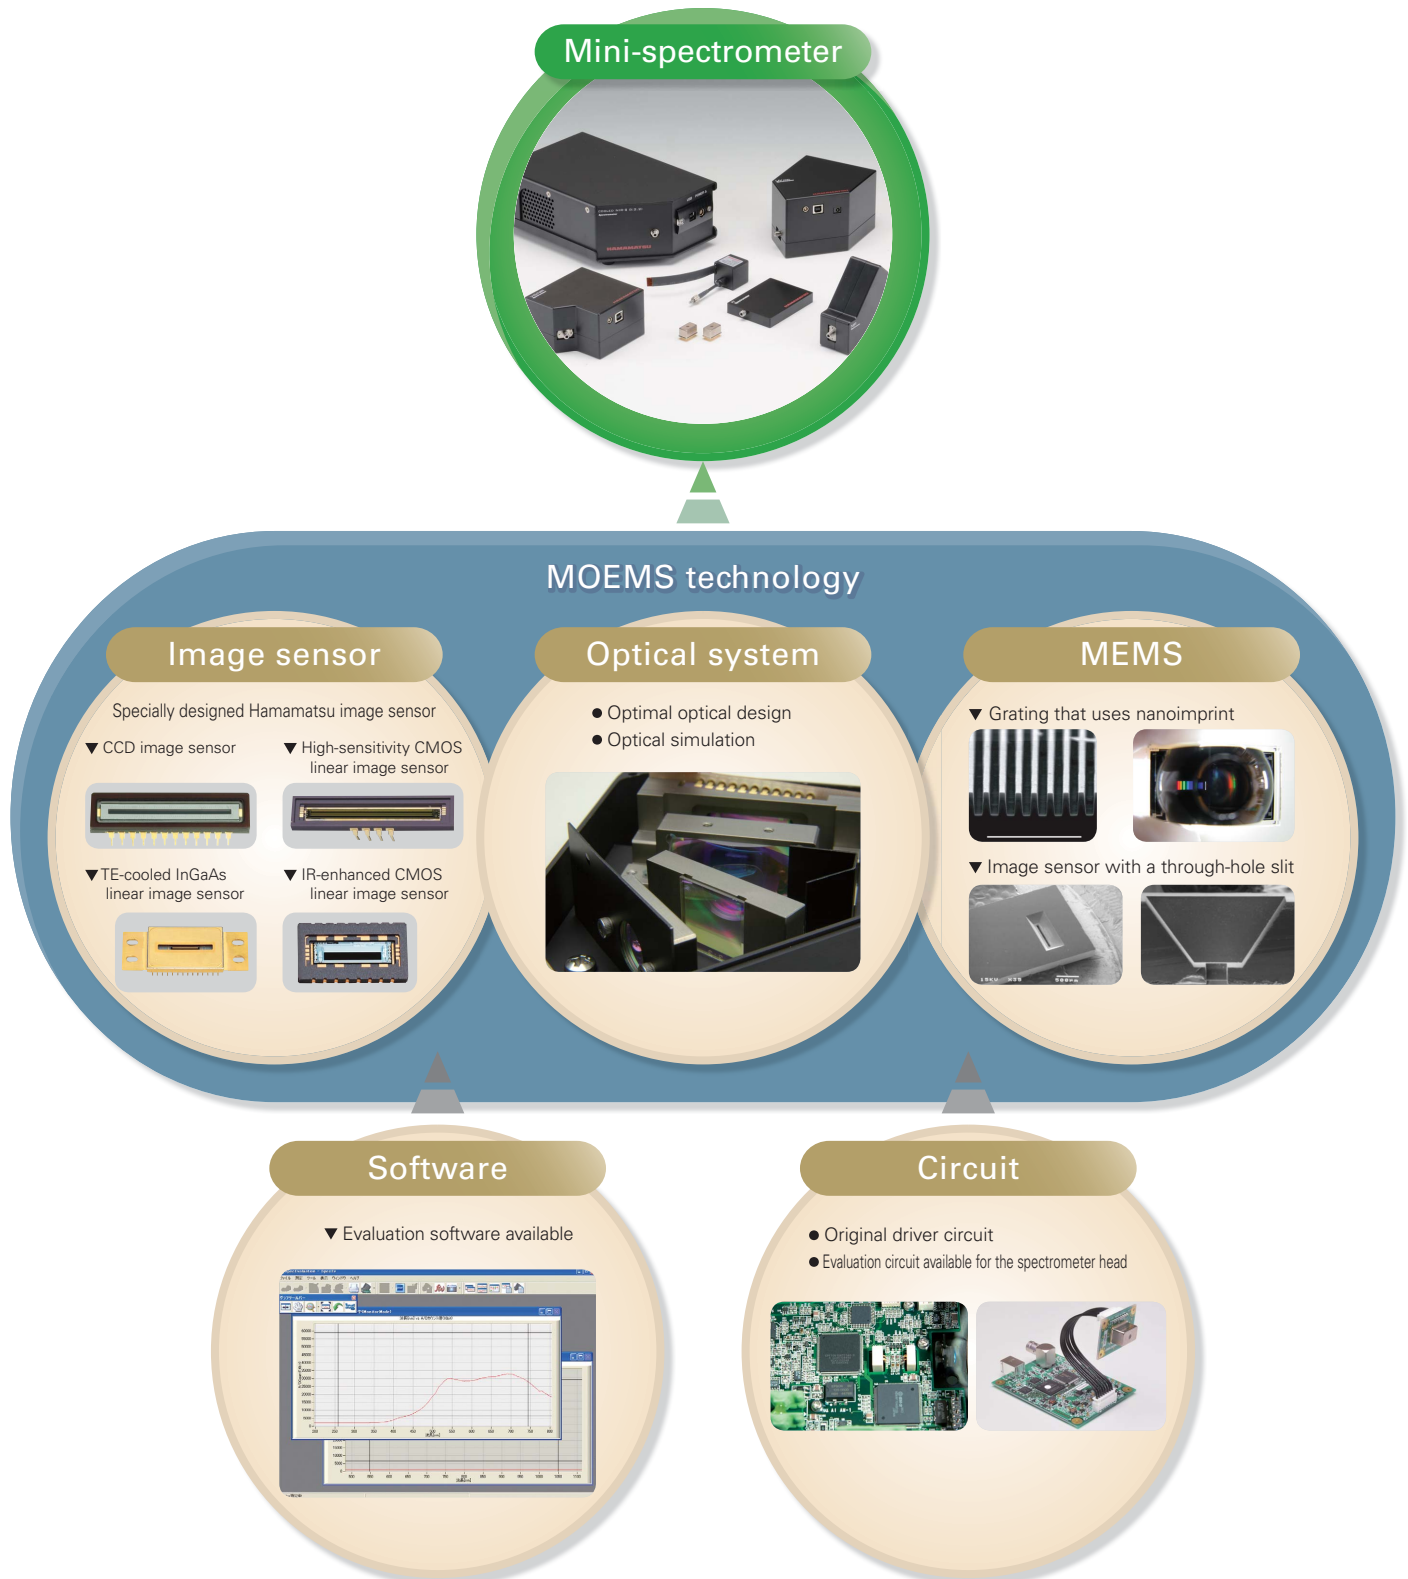 Mini-spectrometer
HAMAMATSU
MOEMS technology
Image sensor
Specially designed Hamamatsu image sensor
▼ CCD image sensor
▼ High-sensitivity CMOS
linear image sensor
▼ TE-cooled InGaAs
linear image sensor
▼ IR-enhanced CMOS
linear image sensor
Optical system
● Optimal optical design
● Optical simulation
MEMS
▼ Grating that uses nanoimprint
▼ Image sensor with a through-hole slit
Software
▼ Evaluation software available
Circuit
● Original driver circuit
● Evaluation circuit availalble for the spectrometer head